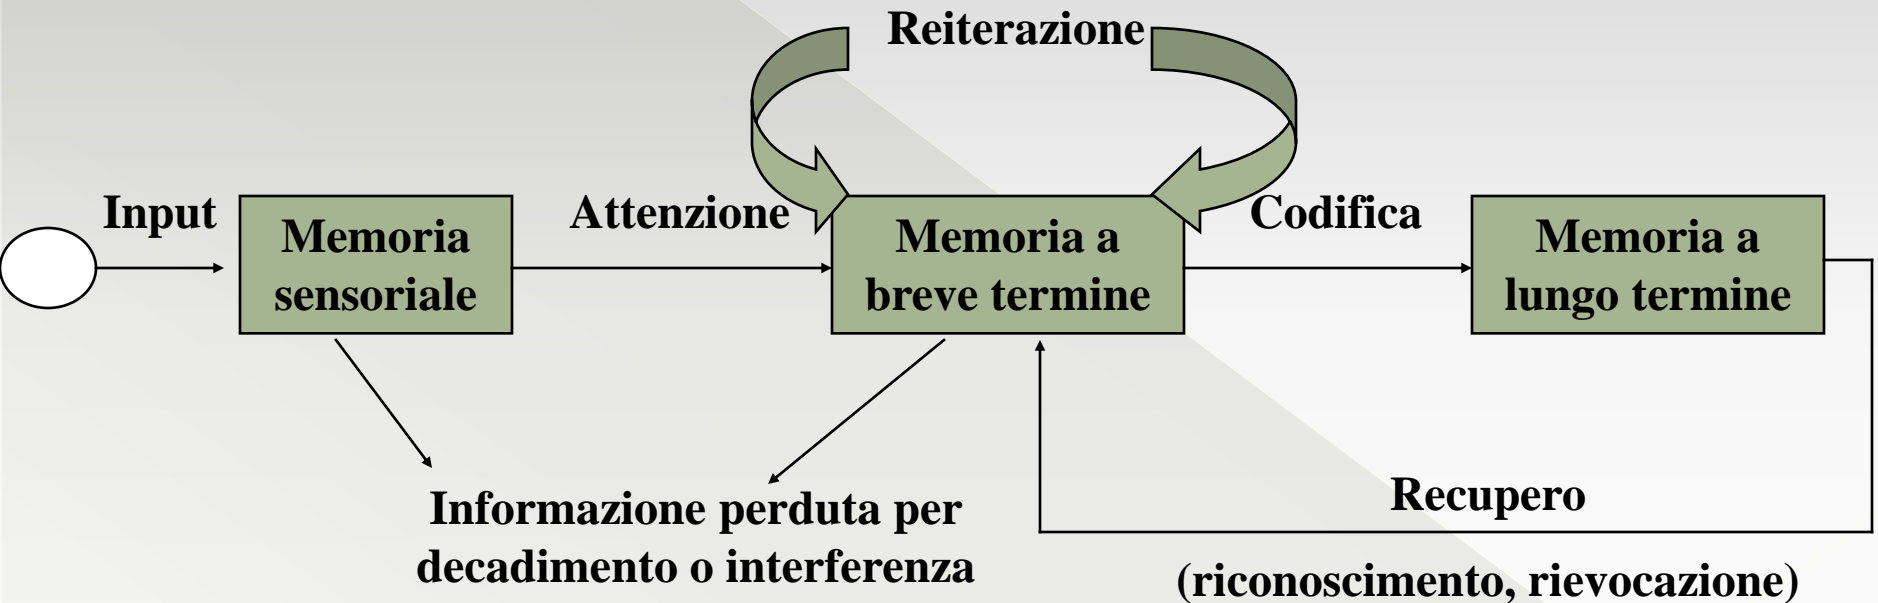 Reiterazione
Input
Memoria
sensoriale
Attenzione
Memoria a
breve termine
Codifica
Memoria a
lungo termine
Informazione perduta per
decadimento o interferenza
Recupero
(riconoscimento, rievocazione)